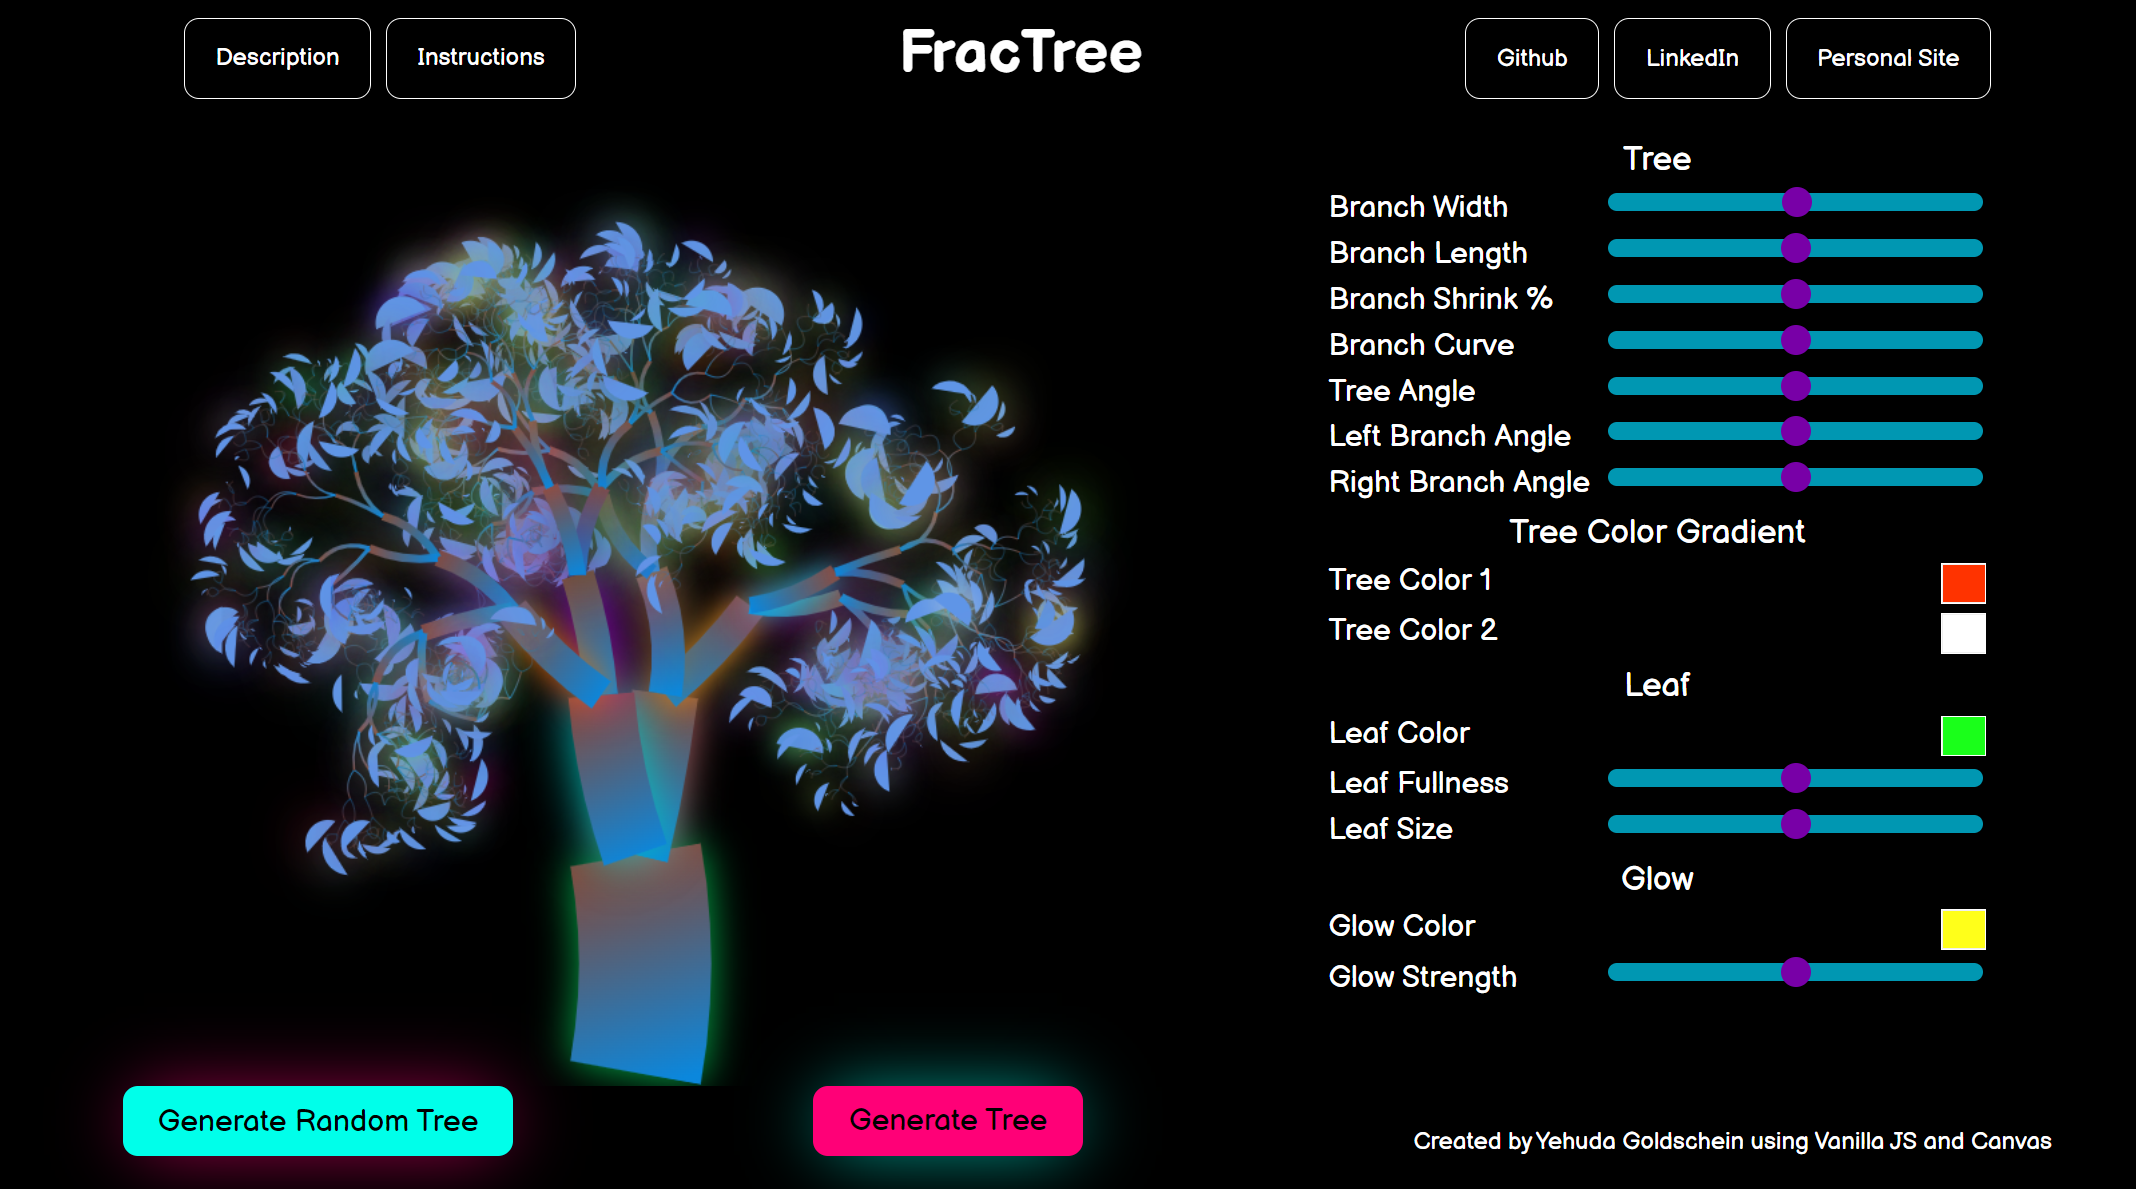 Description
Instructions
FracTree
Github
LinkedIn
Personal Site
Tree
Branch Width
Branch Length
Branch Shrink %
Branch Curve
Tree Angle
Left Branch Angle
Right Branch Angle
Tree Color Gradient
Tree Color 1
Tree Color 2
Leaf
Leaf Color
Leaf Fullness
Leaf Size
Glow
Glow Color
Glow Strength
Generate Random Tree
Generate Tree
Created by Yehuda Goldschein using Vanilla JS and Canvas